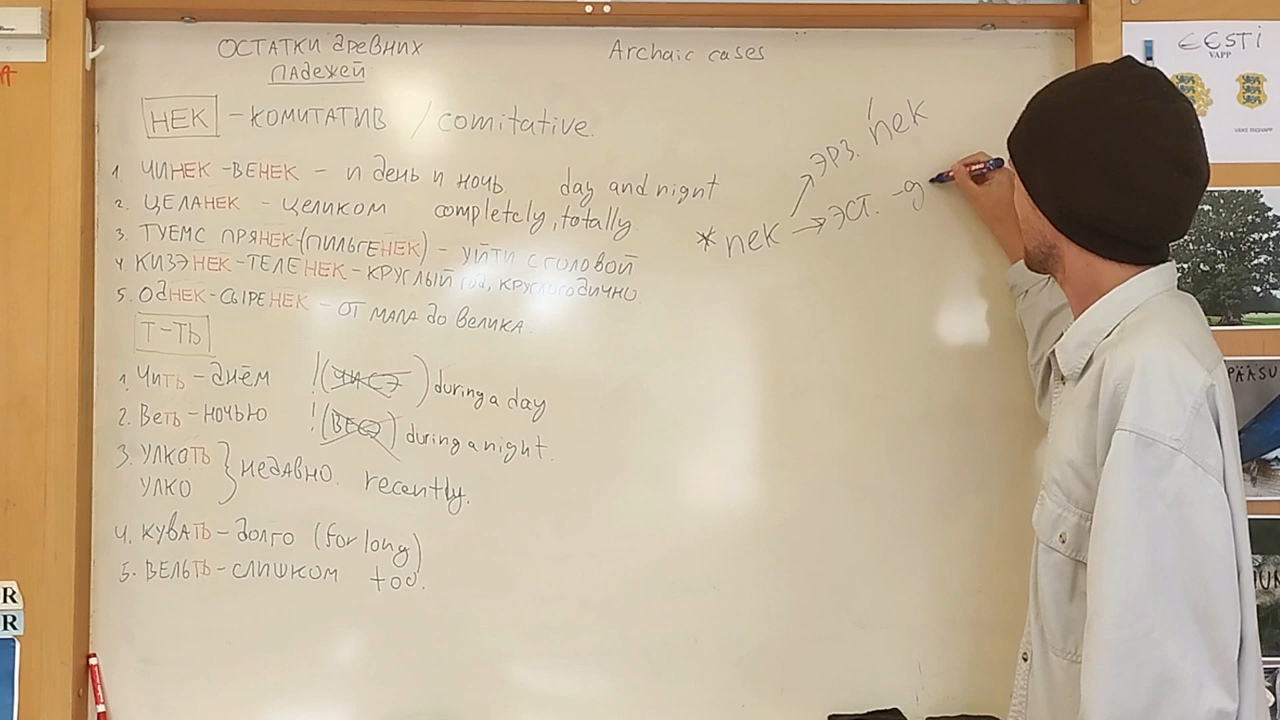 ОСТАТКИ ДРЕВНИХ
ПАДЕЖЕЙ
Archaic cases
НЕК – КОМИТАТИВ / comitative.
1. ЧИНЕК-ВЕНЕК – и день и ночь day and night
2. ЦЕЛАНЕК – целиком completely, totally.
3. ТУЕМС ПРЯНЕК-(ПИЛЬГЕНЕК) – УЙТИ С ГОЛОВОЙ
4. КИЗЭНЕК-ТЕЛЕНЕК – КРУГЛЫЙ год, КРУГЛОГОДИЧНО.
5. ОДНЕК-СЫРЕНЕК – ОТ МАЛА ДО ВЕЛИКА.
Т-ТЬ
1. ЧИТЬ – ДНЁМ !(ЧИСЭ) during a day
2. ВЕТЬ – НОЧЬЮ !(ВЕСЭ) during a night.
3. УЛКОТЬ
УЛКО } НЕДАВНО. recently.
4. КУВАТЬ – долго (for long)
5. ВЕЛЬТЬ – СЛИШКОМ too.
*nek → ЭРЗ. ńek
→ ЭСТ. -g
EESTI
VAPP
R
R